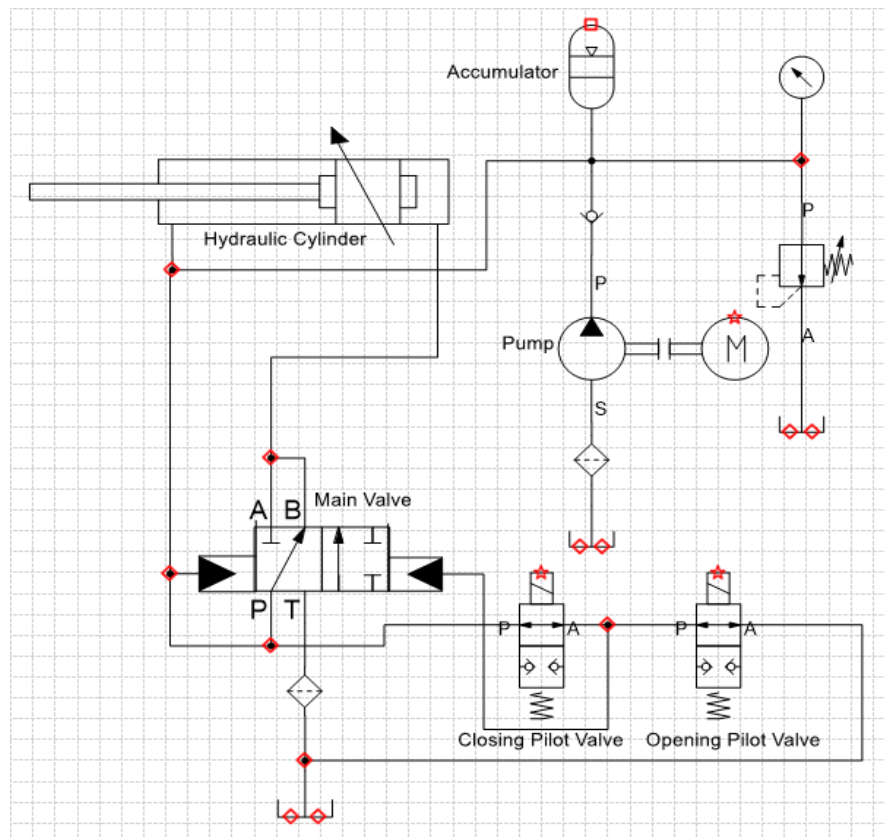 Accumulator
P
Hydraulic Cylinder
P
Pump
M
A
S
Main Valve
A B
P T
P A
P A
Closing Pilot Valve
Opening Pilot Valve